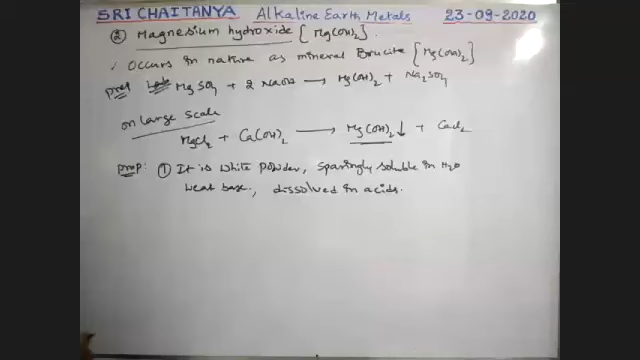 SRI CHAITANYA Alkaline Earth Metals 23-09-2020
② Magnesium hydroxide [Mg(OH)₂].
Occurs in nature as mineral Brucite [Mg(OH)₂]
prep MgSO₄ + 2 NaOH → Mg(OH)₂ + Na₂SO₄
on large scale
MgCl₂ + Ca(OH)₂ → Mg(OH)₂↓ + CaCl₂
prop: ① It is white powder, sparingly soluble in H₂O
weak base, dissolved in acids.